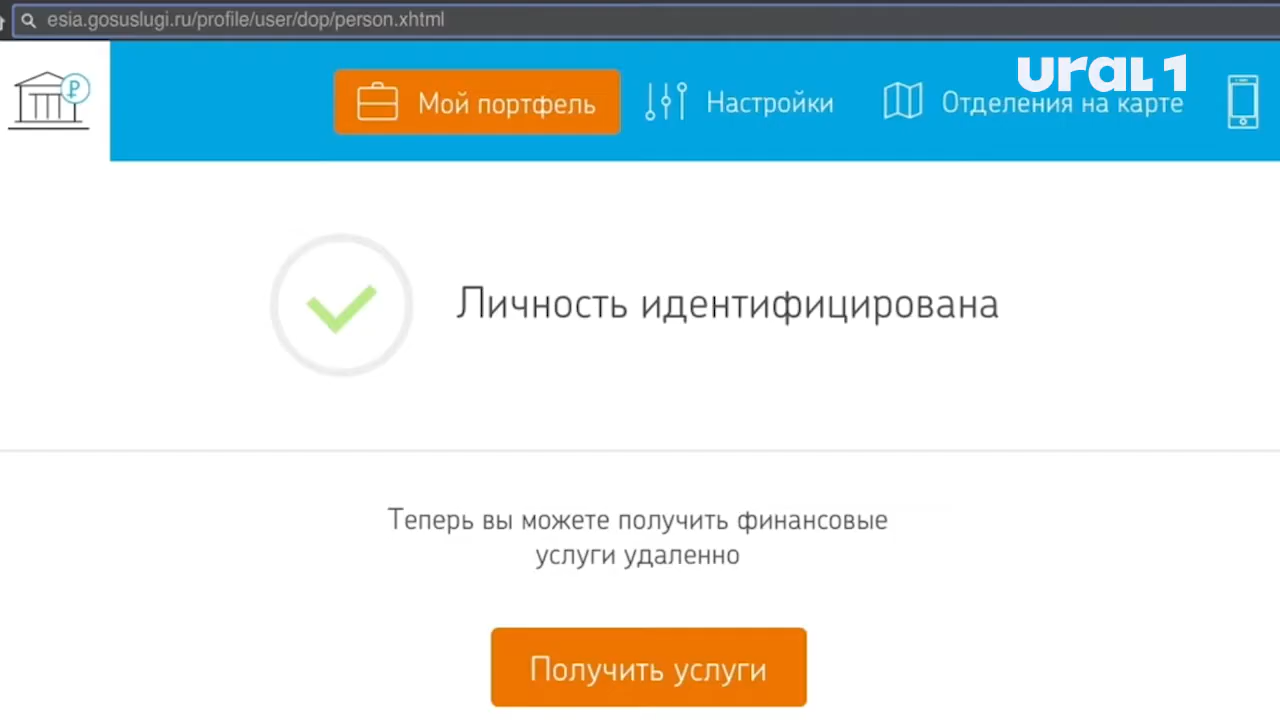 esia.gosuslugi.ru/profile/user/dop/person.xhtml
ural 1
₽
Мой портфель
Настройки
Отделения на карте
Личность идентифицирована
Теперь вы можете получить финансовые
услуги удаленно
Получить услуги